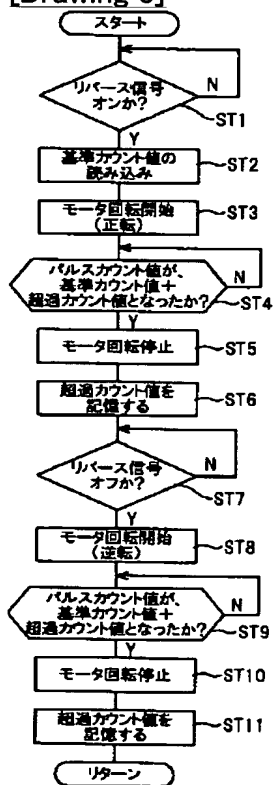 スタート
リバース信号
オンか?
N
ST1
Y
基準カウント値の
読み込み
ST2
モータ回転開始
(正転)
ST3
パルスカウント値が、
基準カウント値+
超過カウント値となったか?
N
ST4
Y
モータ回転停止
ST5
超過カウント値を
記憶する
ST6
リバース信号
オフか?
N
ST7
Y
モータ回転開始
(逆転)
ST8
パルスカウント値が、
基準カウント値+
超過カウント値となったか?
N
ST9
Y
モータ回転停止
ST10
超過カウント値を
記憶する
ST11
リターン